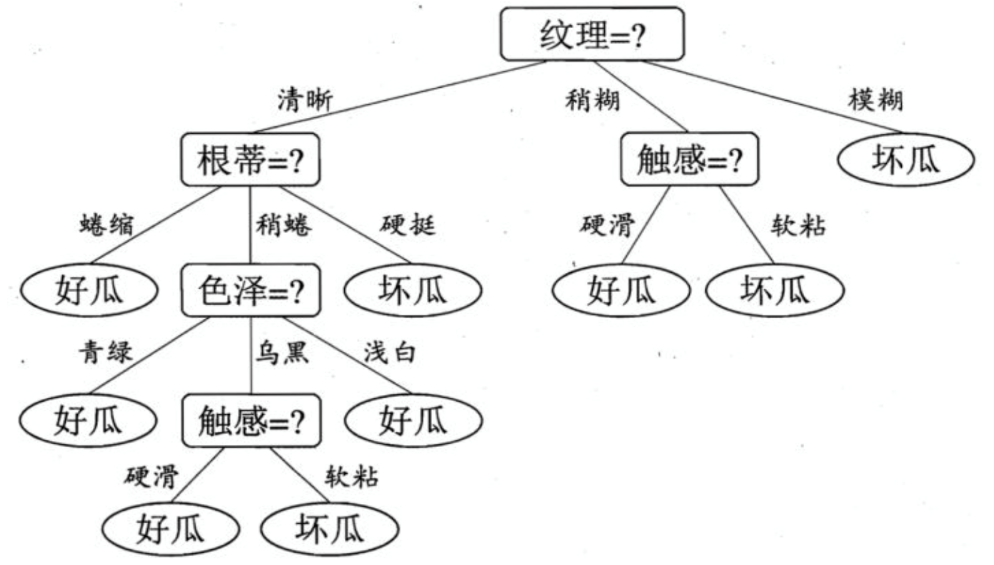 纹理=?
清晰 稍糊 模糊
根蒂=? 触感=? 坏瓜
蜷缩 稍蜷 硬挺 硬滑 软粘
好瓜 色泽=? 坏瓜 好瓜 坏瓜
青绿 乌黑 浅白
好瓜 触感=? 好瓜
硬滑 软粘
好瓜 坏瓜